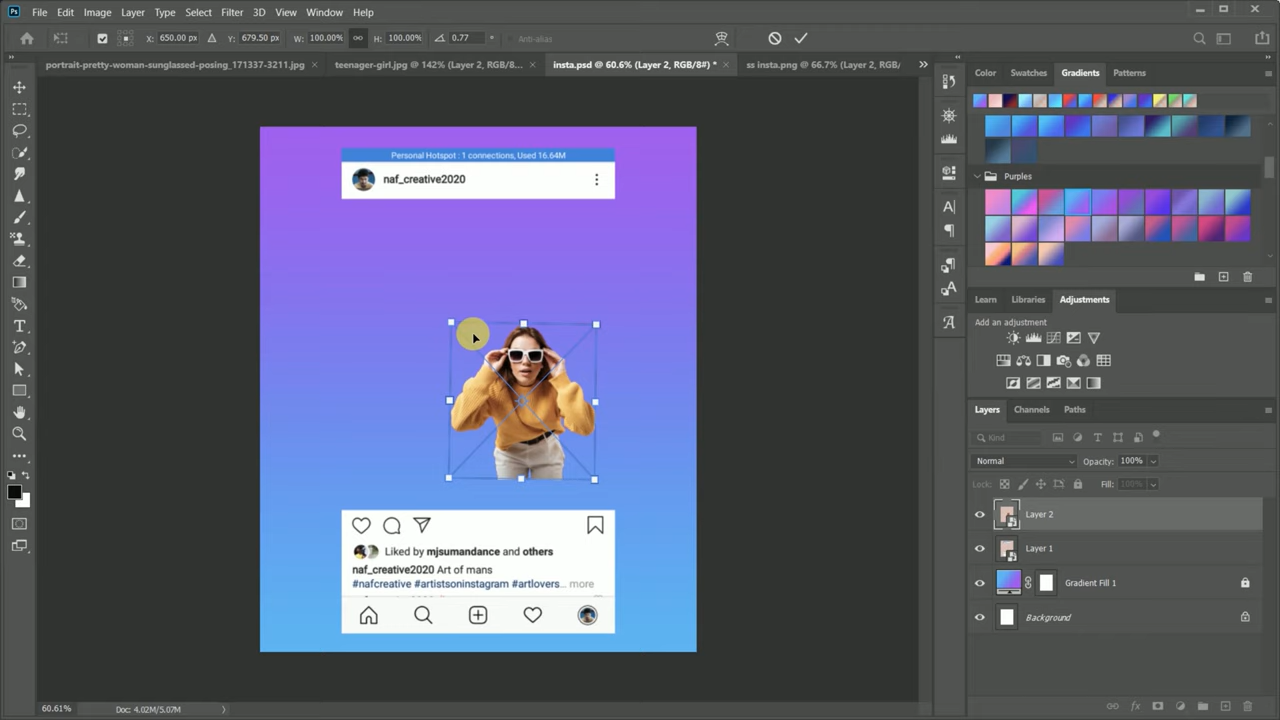 File Edit Image Layer Type Select Filter 3D View Window Help
X: 650.00 px Y: 679.50 px W: 100.00% H: 100.00% 0.77 ° Anti-alias
portrait-pretty-woman-sunglassed-posing_171337-3211.jpg × teenager-girl.jpg @ 142% (Layer 2, RGB/8... × insta.psd @ 60.6% (Layer 2, RGB/8#) * × ss insta.png @ 66.7% (Layer 2, RGB/
Color Swatches Gradients Patterns
Purples
Personal Hotspot : 1 connections, Used 16.64M
naf_creative2020
Learn Libraries Adjustments
Add an adjustment
Layers Channels Paths
Kind
Normal Opacity: 100%
Lock: Fill: 100%
Layer 2
Layer 1
Gradient Fill 1
Background
Liked by mjsumandance and others
naf_creative2020 Art of mans
#nafcreative #artistsoninstagram #artlovers... more
60.61% Doc: 4.02M/5.07M